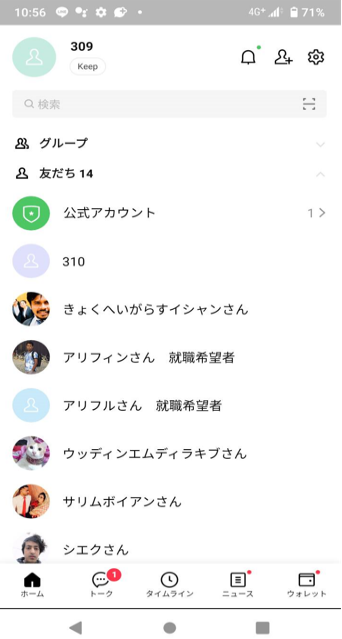 10:56
4G+
71%
309
Keep
検索
グループ
友だち 14
公式アカウント
1
310
きょくへいがらすイシャンさん
アリフィンさん　就職希望者
アリフルさん　就職希望者
ウッディンエムディラキブさん
サリムボイアンさん
シエクさん
1
ホーム
トーク
タイムライン
ニュース
ウォレット